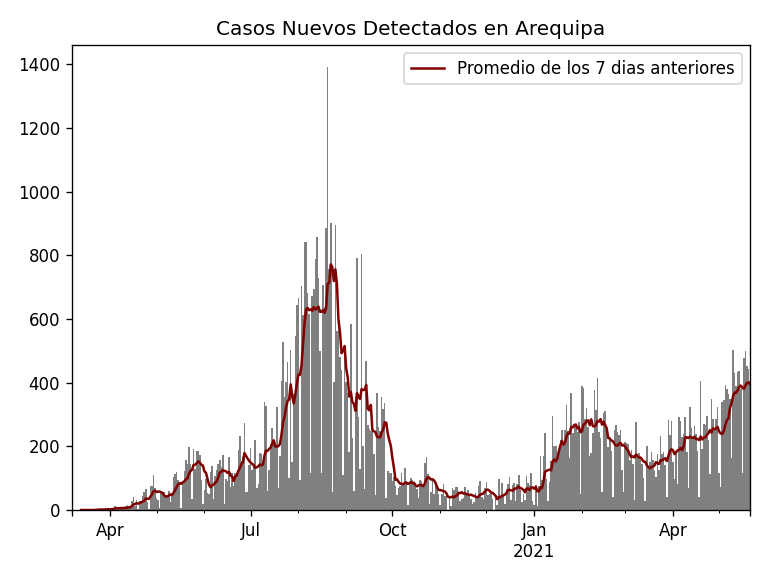 Casos Nuevos Detectados en Arequipa
Promedio de los 7 dias anteriores
1400
1200
1000
800
600
400
200
0
Apr
Jul
Oct
Jan
2021
Apr